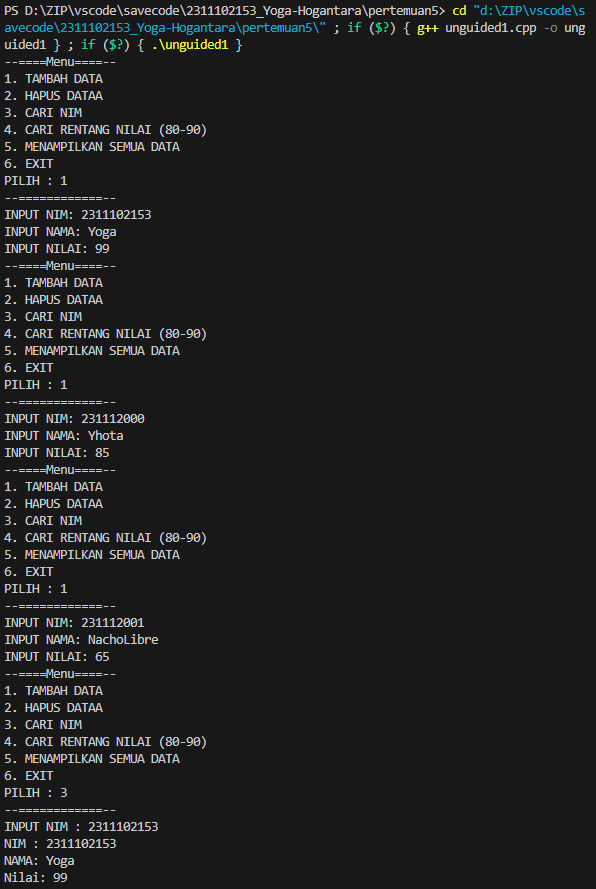 PS D:\ZIP\vscode\savecode\2311102153_Yoga-Hogantara\pertemuan5> cd "d:\ZIP\vscode\s
avecode\2311102153_Yoga-Hogantara\pertemuan5\" ; if ($?) { g++ unguided1.cpp -o ung
uided1 } ; if ($?) { .\unguided1 }
--====Menu====--
1. TAMBAH DATA
2. HAPUS DATAA
3. CARI NIM
4. CARI RENTANG NILAI (80-90)
5. MENAMPILKAN SEMUA DATA
6. EXIT
PILIH : 1
--============--
INPUT NIM: 2311102153
INPUT NAMA: Yoga
INPUT NILAI: 99
--====Menu====--
1. TAMBAH DATA
2. HAPUS DATAA
3. CARI NIM
4. CARI RENTANG NILAI (80-90)
5. MENAMPILKAN SEMUA DATA
6. EXIT
PILIH : 1
--============--
INPUT NIM: 231112000
INPUT NAMA: Yhota
INPUT NILAI: 85
--====Menu====--
1. TAMBAH DATA
2. HAPUS DATAA
3. CARI NIM
4. CARI RENTANG NILAI (80-90)
5. MENAMPILKAN SEMUA DATA
6. EXIT
PILIH : 1
--============--
INPUT NIM: 231112001
INPUT NAMA: NachoLibre
INPUT NILAI: 65
--====Menu====--
1. TAMBAH DATA
2. HAPUS DATAA
3. CARI NIM
4. CARI RENTANG NILAI (80-90)
5. MENAMPILKAN SEMUA DATA
6. EXIT
PILIH : 3
--============--
INPUT NIM : 2311102153
NIM : 2311102153
NAMA: Yoga
Nilai: 99